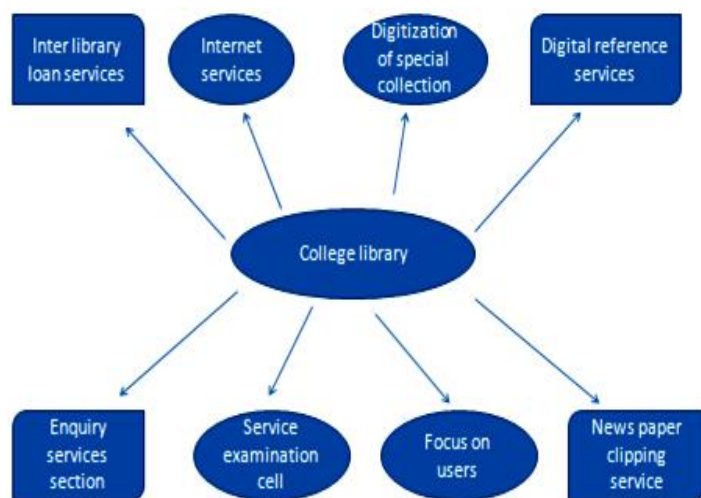 Inter library
loan services
Internet
services
Digitization
of special
collection
Digital reference
services
College library
Enquiry
services
section
Service
examination
cell
Focus on
users
News paper
clipping
service